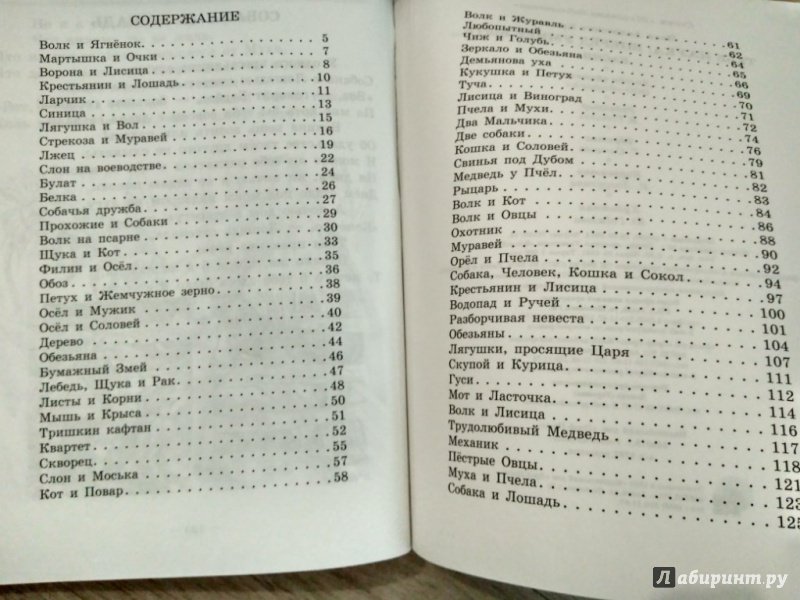 СОДЕРЖАНИЕ
Волк и Ягнёнок . . . . . . . . . . 5
Мартышка и Очки . . . . . . . . . . 7
Ворона и Лисица . . . . . . . . . . 8
Крестьянин и Лошадь . . . . . . . . . . 10
Ларчик . . . . . . . . . . 11
Синица . . . . . . . . . . 13
Лягушка и Вол . . . . . . . . . . 15
Стрекоза и Муравей . . . . . . . . . . 16
Лжец . . . . . . . . . . 19
Слон на воеводстве . . . . . . . . . . 22
Булат . . . . . . . . . . 24
Белка . . . . . . . . . . 26
Собачья дружба . . . . . . . . . . 27
Прохожие и Собаки . . . . . . . . . . 29
Волк на псарне . . . . . . . . . . 30
Щука и Кот . . . . . . . . . . 33
Филин и Осёл . . . . . . . . . . 35
Обоз . . . . . . . . . . 36
Петух и Жемчужное зерно . . . . . . . . . . 38
Осёл и Мужик . . . . . . . . . . 39
Осёл и Соловей . . . . . . . . . . 40
Дерево . . . . . . . . . . 42
Обезьяна . . . . . . . . . . 44
Бумажный Змей . . . . . . . . . . 46
Лебедь, Щука и Рак . . . . . . . . . . 47
Листы и Корни . . . . . . . . . . 48
Мышь и Крыса . . . . . . . . . . 50
Тришкин кафтан . . . . . . . . . . 51
Квартет . . . . . . . . . . 52
Скворец . . . . . . . . . . 55
Слон и Моська . . . . . . . . . . 57
Кот и Повар . . . . . . . . . . 58
Волк и Журавль . . . . . . . . . . 61
Любопытный . . . . . . . . . . 62
Чиж и Голубь . . . . . . . . . . 64
Зеркало и Обезьяна . . . . . . . . . . 65
Демьянова уха . . . . . . . . . . 66
Кукушка и Петух . . . . . . . . . . 69
Туча . . . . . . . . . . 70
Лисица и Виноград . . . . . . . . . . 71
Пчела и Мухи . . . . . . . . . . 72
Два Мальчика . . . . . . . . . . 74
Две собаки . . . . . . . . . . 76
Кошка и Соловей . . . . . . . . . . 79
Свинья под Дубом . . . . . . . . . . 81
Медведь у Пчёл . . . . . . . . . . 82
Рыцарь . . . . . . . . . . 83
Волк и Кот . . . . . . . . . . 84
Волк и Овцы . . . . . . . . . . 86
Охотник . . . . . . . . . . 88
Муравей . . . . . . . . . . 90
Орёл и Пчела . . . . . . . . . . 92
Собака, Человек, Кошка и Сокол . . . . . . . . . . 94
Крестьянин и Лисица . . . . . . . . . . 97
Водопад и Ручей . . . . . . . . . . 100
Разборчивая невеста . . . . . . . . . . 101
Обезьяны . . . . . . . . . . 104
Лягушки, просящие Царя . . . . . . . . . . 107
Скупой и Курица . . . . . . . . . . 111
Гуси . . . . . . . . . . 112
Мот и Ласточка . . . . . . . . . . 114
Волк и Лисица . . . . . . . . . . 116
Трудолюбивый Медведь . . . . . . . . . . 117
Механик . . . . . . . . . . 118
Пёстрые Овцы . . . . . . . . . . 121
Муха и Пчела . . . . . . . . . . 123
Собака и Лошадь . . . . . . . . . . 125
Лабиринт.ру